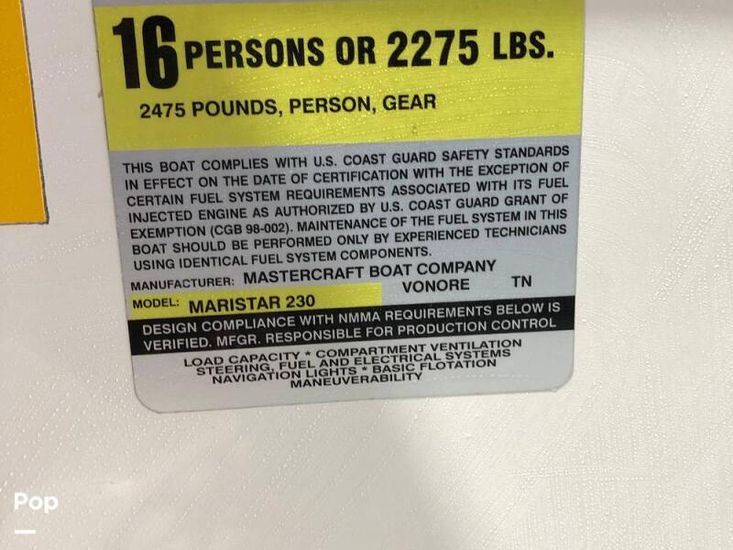 16 PERSONS OR 2275 LBS.
2475 POUNDS, PERSON, GEAR
THIS BOAT COMPLIES WITH U.S. COAST GUARD SAFETY STANDARDS
IN EFFECT ON THE DATE OF CERTIFICATION WITH THE EXCEPTION OF
CERTAIN FUEL SYSTEM REQUIREMENTS ASSOCIATED WITH ITS FUEL
INJECTED ENGINE AS AUTHORIZED BY U.S. COAST GUARD GRANT OF
EXEMPTION (CGB 98-002). MAINTENANCE OF THE FUEL SYSTEM IN THIS
BOAT SHOULD BE PERFORMED ONLY BY EXPERIENCED TECHNICIANS
USING IDENTICAL FUEL SYSTEM COMPONENTS.
MANUFACTURER: MASTERCRAFT BOAT COMPANY
VONORE TN
MODEL: MARISTAR 230
DESIGN COMPLIANCE WITH NMMA REQUIREMENTS BELOW IS
VERIFIED. MFGR. RESPONSIBLE FOR PRODUCTION CONTROL
LOAD CAPACITY * COMPARTMENT VENTILATION
STEERING, FUEL AND ELECTRICAL SYSTEMS
NAVIGATION LIGHTS * BASIC FLOTATION
MANEUVERABILITY
Pop